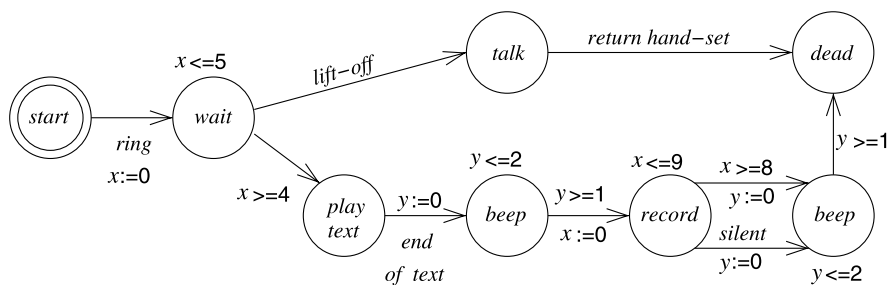 start
ring
x:=0
x<=5
wait
lift-off
talk
return hand-set
dead
x>=4
play
text
y:=0
end
of text
y<=2
beep
y>=1
x:=0
x<=9
record
x>=8
y:=0
silent
y:=0
beep
y<=2
y>=1